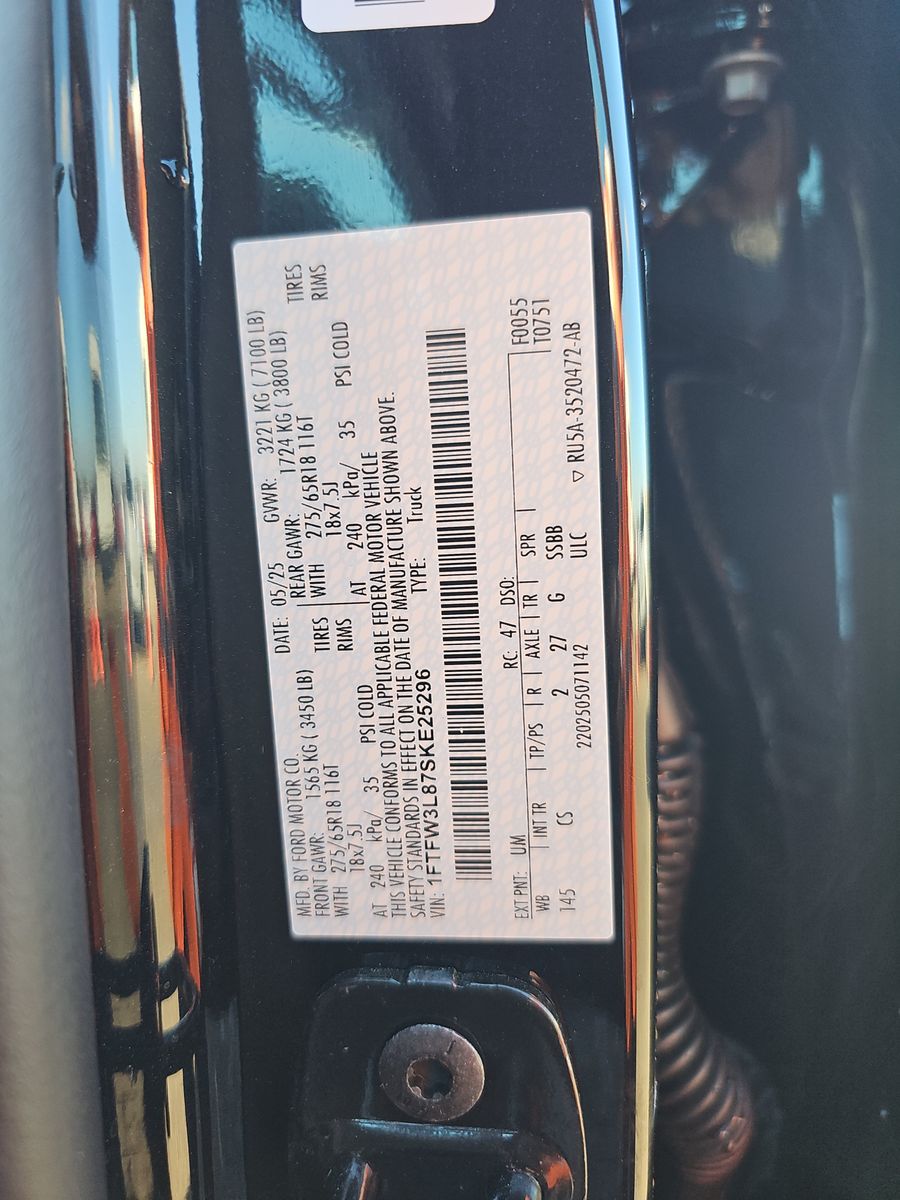 MFD. BY FORD MOTOR CO. DATE: 05/25 GVWR: 3221 KG ( 7100 LB)
FRONT GAWR: 1565 KG ( 3450 LB) REAR GAWR: 1724 KG ( 3800 LB)
WITH 275/65R18 116T TIRES WITH 275/65R18 116T TIRES
18x7.5J RIMS 18x7.5J RIMS
AT 240 kPa/ 35 PSI COLD AT 240 kPa/ 35 PSI COLD
THIS VEHICLE CONFORMS TO ALL APPLICABLE FEDERAL MOTOR VEHICLE
SAFETY STANDARDS IN EFFECT ON THE DATE OF MANUFACTURE SHOWN ABOVE.
VIN: 1FTFW3L87SKE25296 TYPE: Truck
F0055
EXT PNT: UM RC: 47 DSO: T0751
WB INT TR TP/PS R AXLE TR SPR
145 CS 2 27 G SSBB
2202505071142 ULC ▽ RU5A-3520472-AB